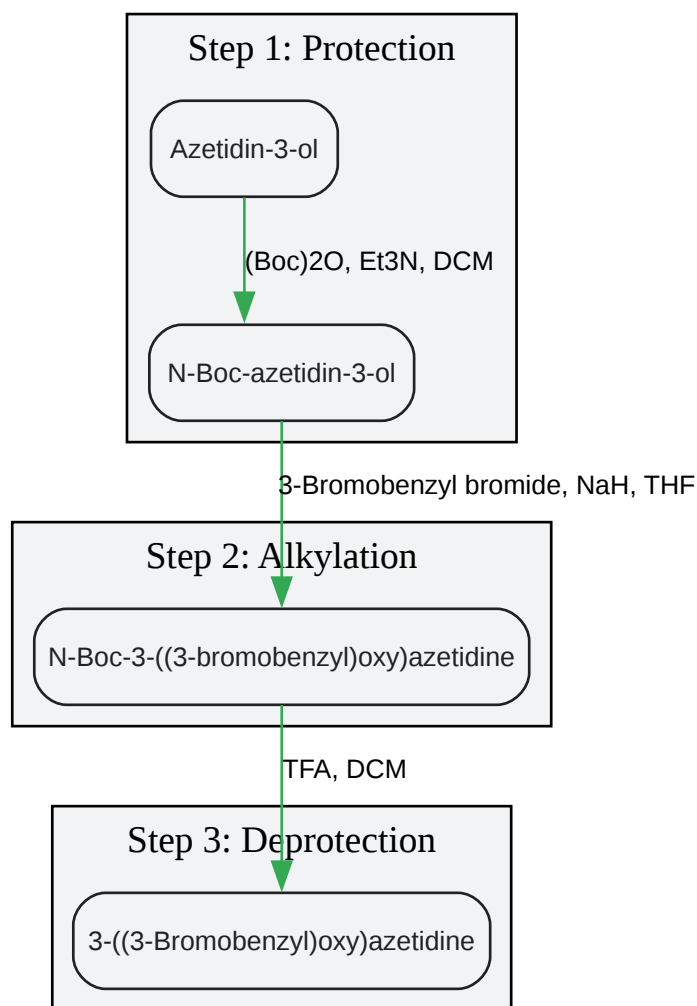 Step 1: Protection
Azetidin-3-ol
(Boc)2O, Et3N, DCM
N-Boc-azetidin-3-ol
3-Bromobenzyl bromide, NaH, THF
Step 2: Alkylation
N-Boc-3-((3-bromobenzyl)oxy)azetidine
TFA, DCM
Step 3: Deprotection
3-((3-Bromobenzyl)oxy)azetidine